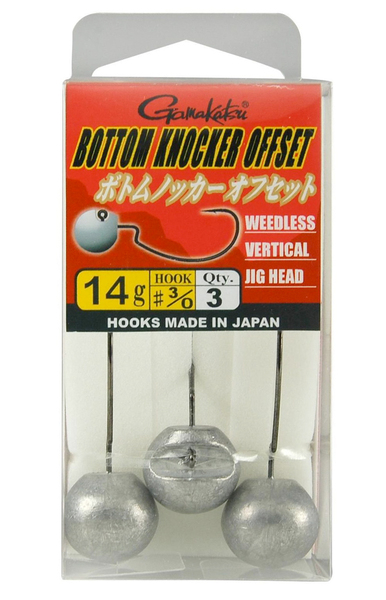 Gamakatsu®
BOTTOM KNOCKER OFFSET
ボトムノッカーオフセット
WEEDLESS
VERTICAL
JIG HEAD
14g
HOOK
#3/0
Qty.
3
HOOKS MADE IN JAPAN